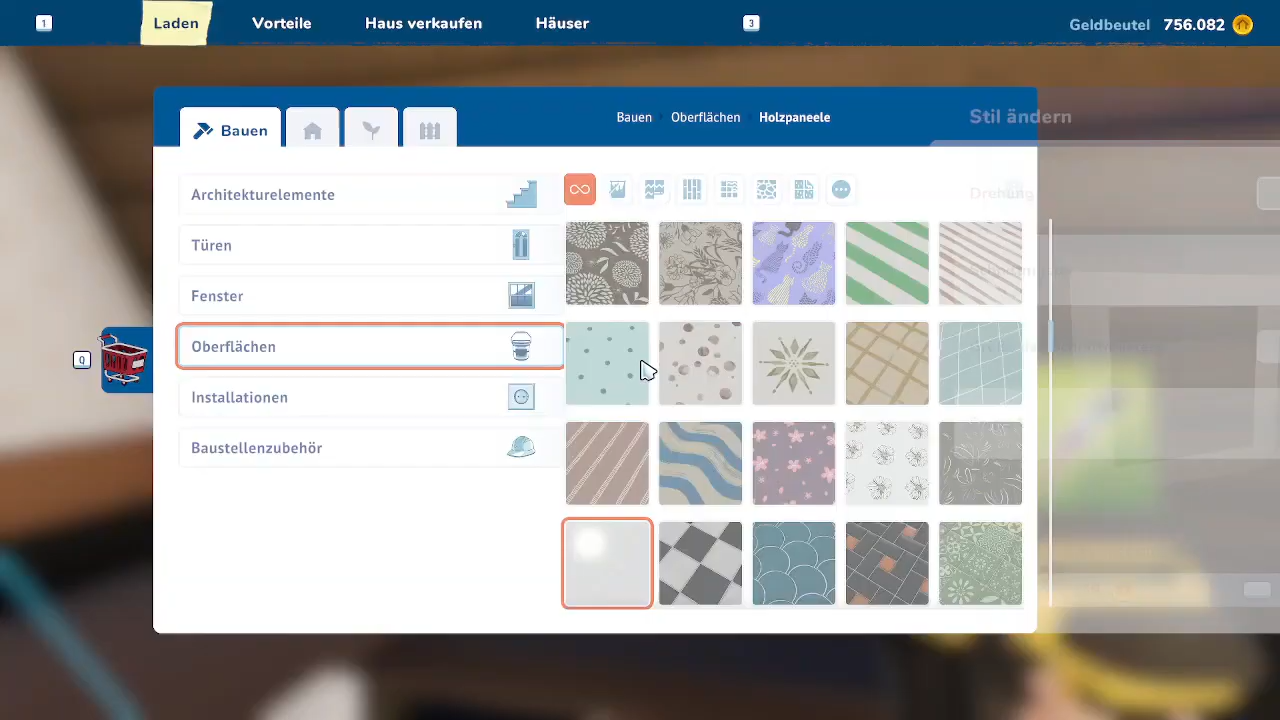 1 Laden Vorteile Haus verkaufen Häuser 3 Geldbeutel 756.082
Bauen
Bauen Oberflächen Holzpaneele
Stil ändern
Architekturelemente
Drehung
Türen
Fenster
Oberflächen
Q
Installationen
Baustellenzubehör